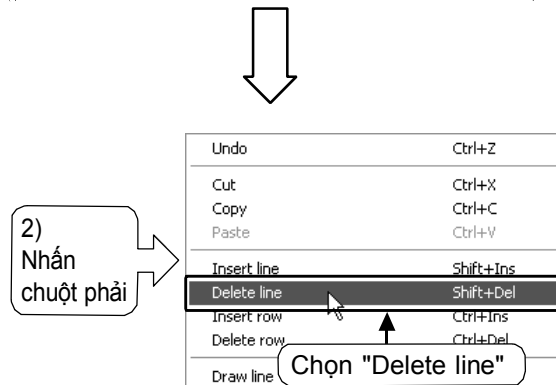 Undo Ctrl+Z
Cut Ctrl+X
Copy Ctrl+C
Paste Ctrl+V
2)
Nhấn
chuột phải
Insert line Shift+Ins
Delete line Shift+Del
Insert row Ctrl+Ins
Delete row Ctrl+Del
Chọn "Delete line"
Draw line